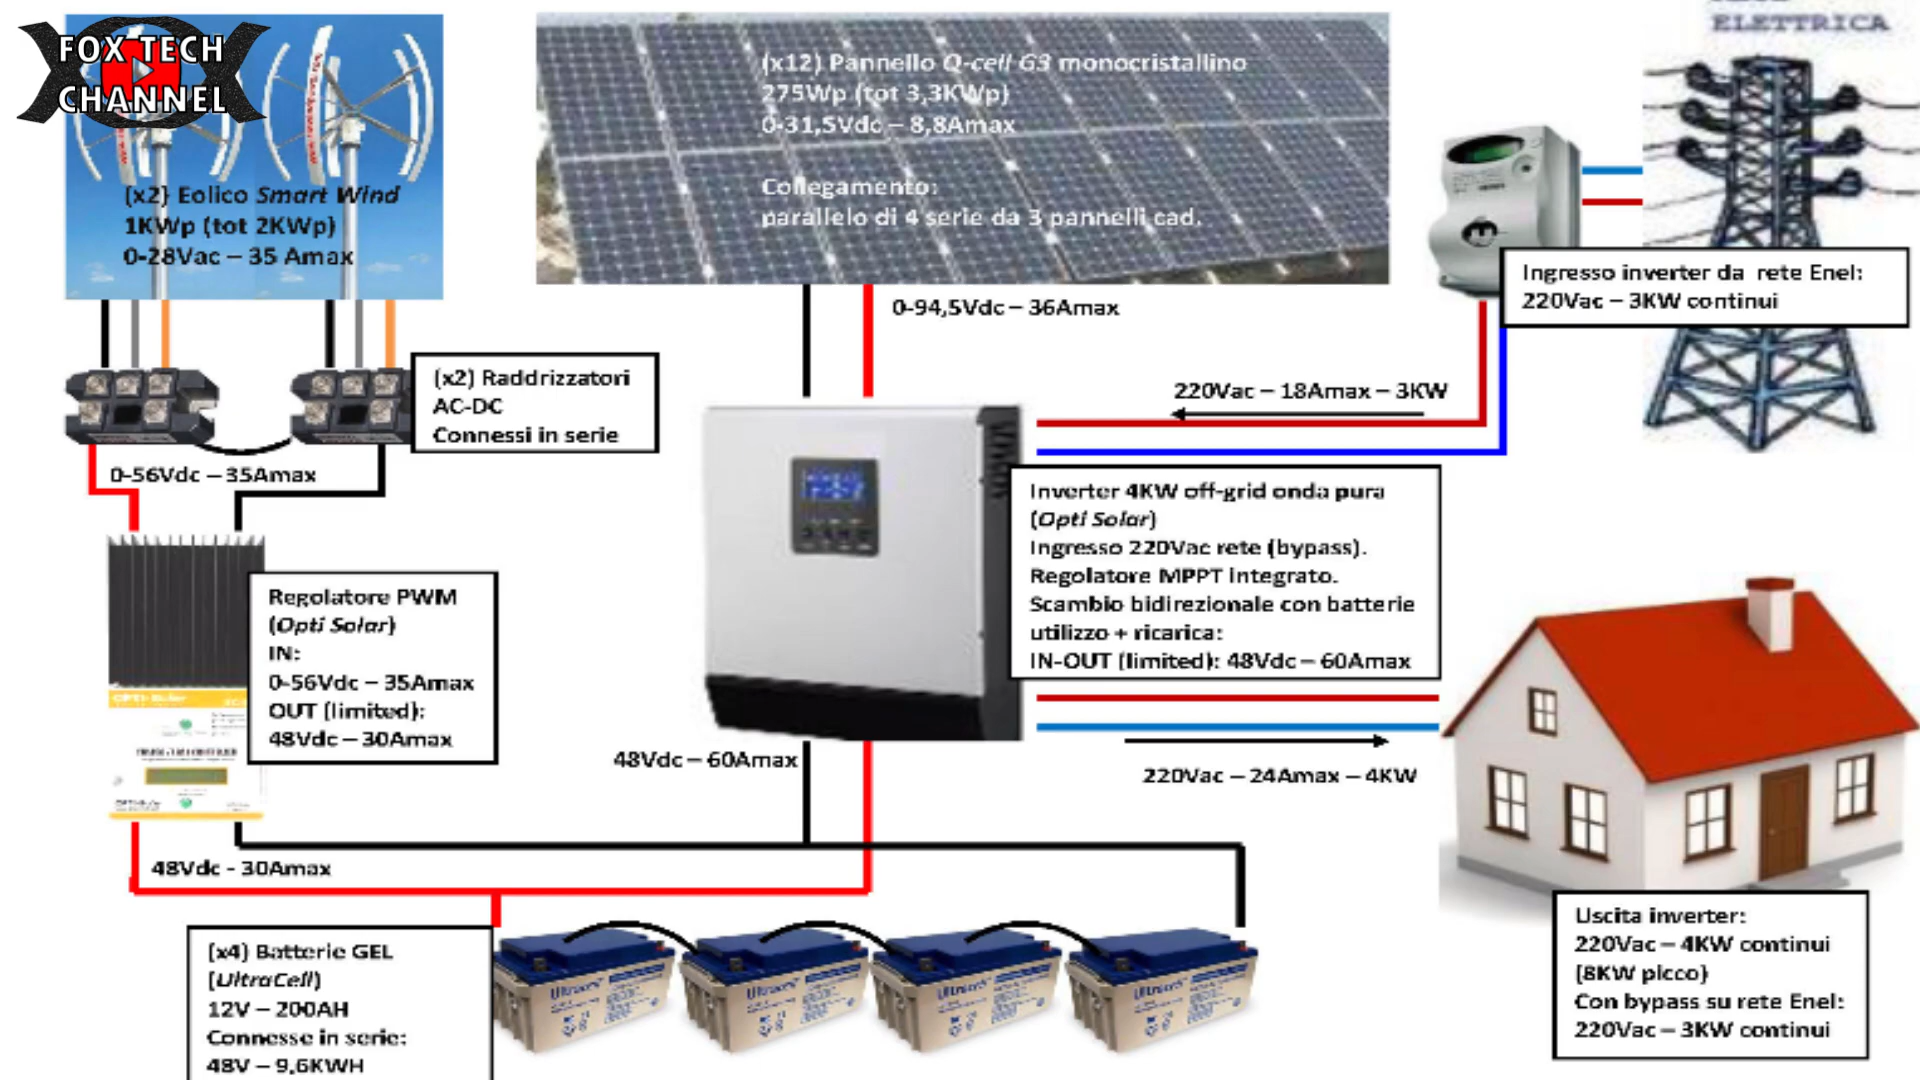 FOX TECH
CHANNEL
(x2) Eolico Smart Wind
1KWp (tot 2KWp)
0-28Vac – 35 Amax
(x12) Pannello Q-cell G3 monocristallino
275Wp (tot 3,3KWp)
0-31,5Vdc – 8,8Amax
Collegamento:
parallelo di 4 serie da 3 pannelli cad.
ELETTRICA
Ingresso inverter da rete Enel:
220Vac – 3KW continui
0-94,5Vdc – 36Amax
(x2) Raddrizzatori
AC-DC
Connessi in serie
220Vac – 18Amax – 3KW
0-56Vdc – 35Amax
Inverter 4KW off-grid onda pura
(Opti Solar)
Ingresso 220Vac rete (bypass).
Regolatore MPPT integrato.
Scambio bidirezionale con batterie
utilizzo + ricarica:
IN-OUT (limited): 48Vdc – 60Amax
Regolatore PWM
(Opti Solar)
IN:
0-56Vdc – 35Amax
OUT (limited):
48Vdc – 30Amax
48Vdc – 60Amax
220Vac – 24Amax – 4KW
48Vdc - 30Amax
(x4) Batterie GEL
(UltraCell)
12V – 200AH
Connesse in serie:
48V – 9,6KWH
Ultracell
Ultracell
Ultracell
Ultracell
Uscita inverter:
220Vac – 4KW continui
(8KW picco)
Con bypass su rete Enel:
220Vac – 3KW continui